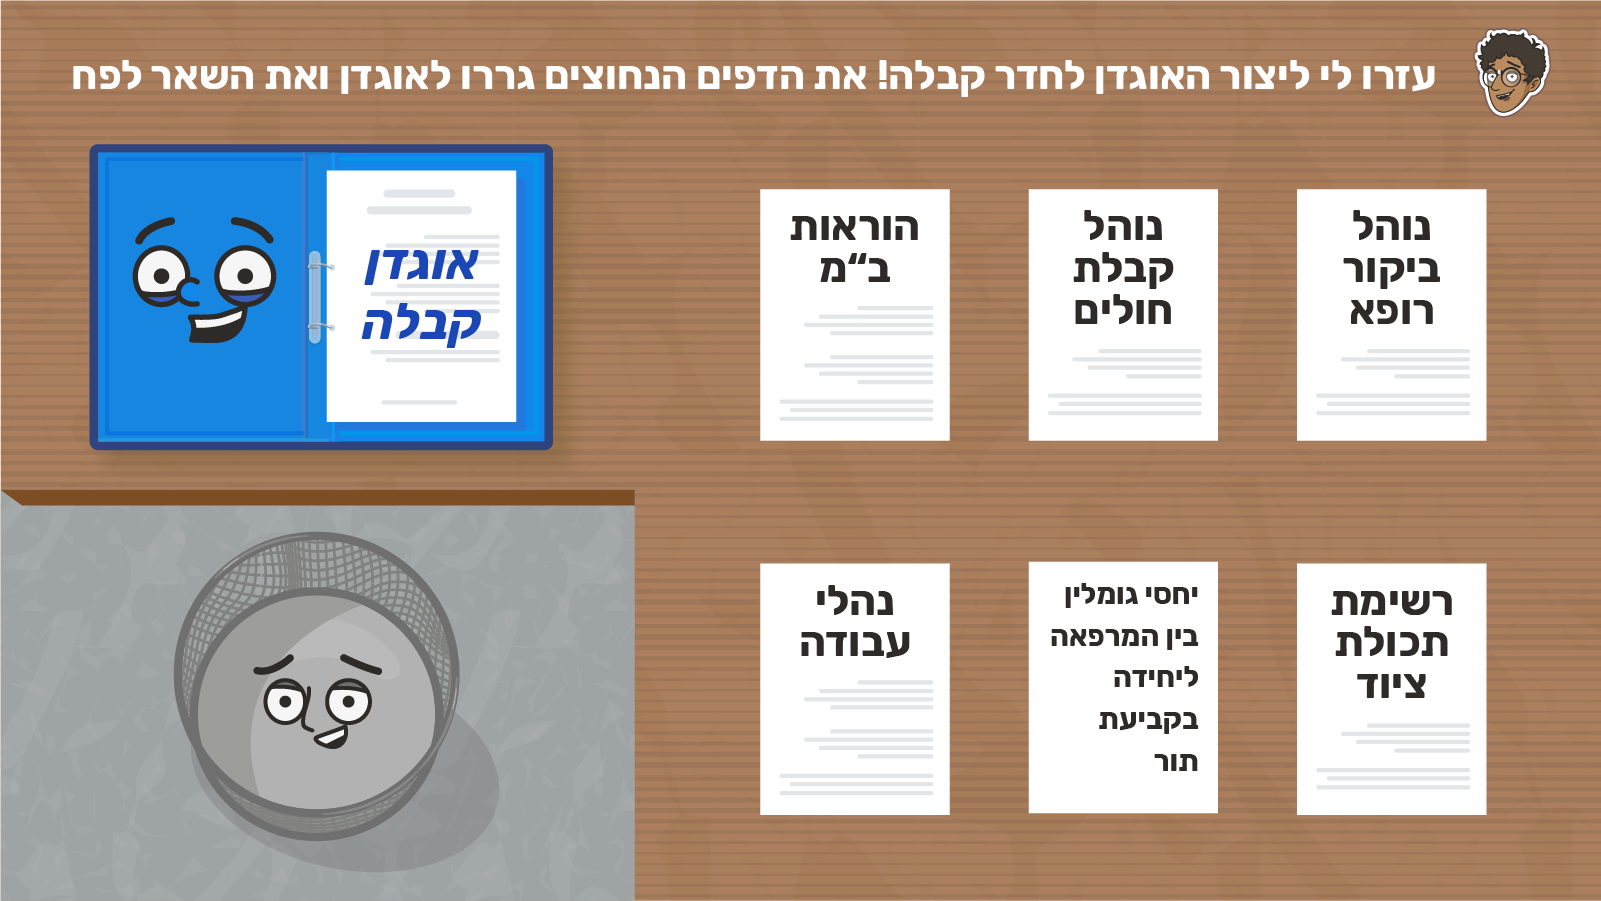 עזרו לי ליצור האוגדן לחדר קבלה! את הדפים הנחוצים גררו לאוגדן ואת השאר לפח
אוגדן
קבלה
נוהל
ביקור
רופא
נוהל
קבלת
חולים
הוראות
ב“מ
רשימת
תכולת
ציוד
יחסי גומלין
בין המרפאה
ליחידה
בקביעת
תור
נהלי
עבודה